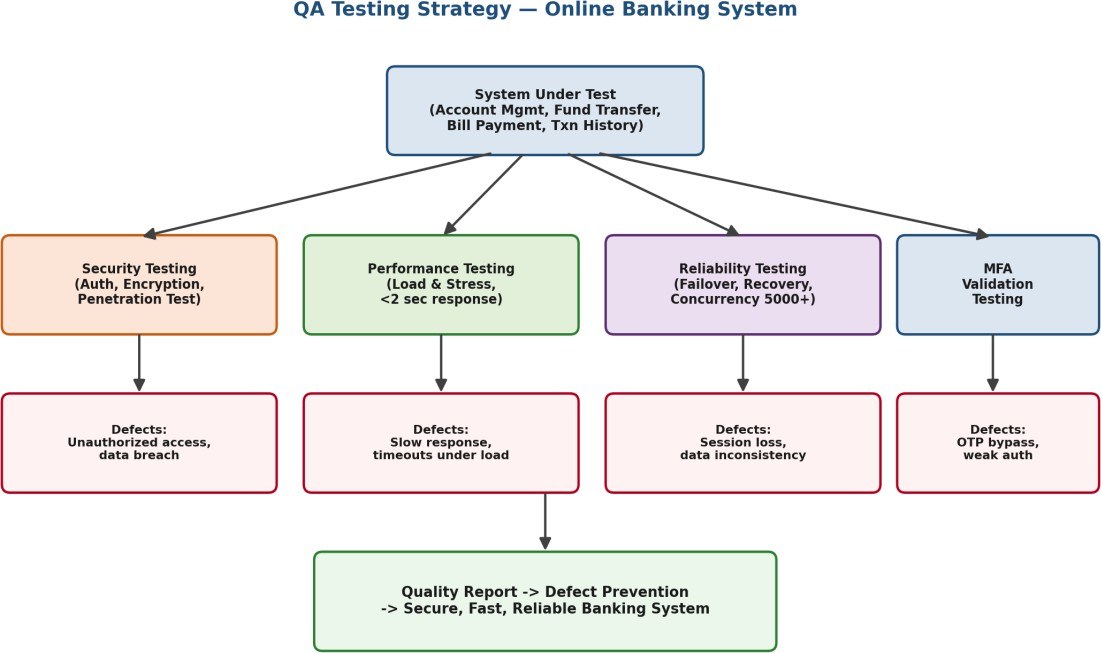 QA Testing Strategy — Online Banking System
System Under Test
(Account Mgmt, Fund Transfer,
Bill Payment, Txn History)
Security Testing
(Auth, Encryption,
Penetration Test)
Performance Testing
(Load & Stress,
<2 sec response)
Reliability Testing
(Failover, Recovery,
Concurrency 5000+)
MFA
Validation
Testing
Defects:
Unauthorized access,
data breach
Defects:
Slow response,
timeouts under load
Defects:
Session loss,
data inconsistency
Defects:
OTP bypass,
weak auth
Quality Report -> Defect Prevention
-> Secure, Fast, Reliable Banking System